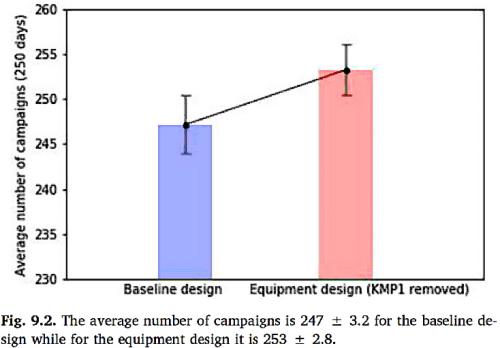 260
255
250
245
240
235
230
Average number of campaigns (250 days)
Baseline design
Equipment design (KMP1 removed)
Fig. 9.2. The average number of campaigns is 247 ± 3.2 for the baseline de-
sign while for the equipment design it is 253 ± 2.8.